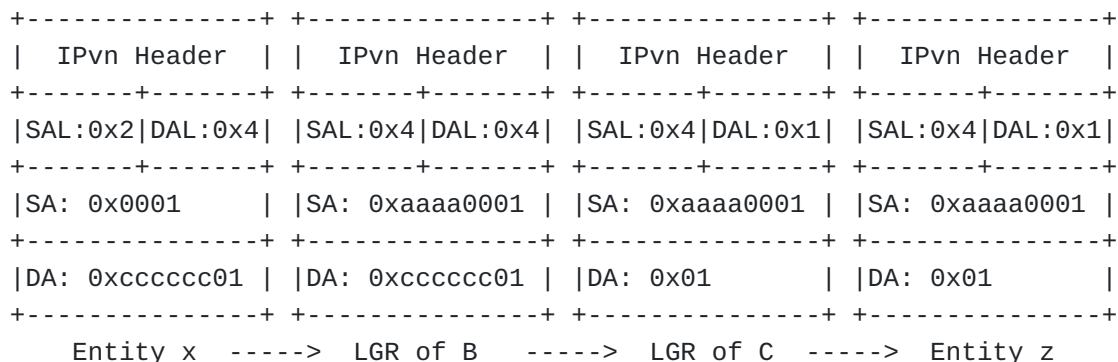 +---------------+ +---------------+ +---------------+ +---------------+
|  IPvn Header  | |  IPvn Header  | |  IPvn Header  | |  IPvn Header  |
+-------+-------+ +-------+-------+ +-------+-------+ +-------+-------+
|SAL:0x2|DAL:0x4| |SAL:0x4|DAL:0x4| |SAL:0x4|DAL:0x1| |SAL:0x4|DAL:0x1|
+-------+-------+ +-------+-------+ +-------+-------+ +-------+-------+
|SA: 0x0001     | |SA: 0xaaaa0001 | |SA: 0xaaaa0001 | |SA: 0xaaaa0001 |
+---------------+ +---------------+ +---------------+ +---------------+
|DA: 0xcccccc01 | |DA: 0xcccccc01 | |DA: 0x01       | |DA: 0x01       |
+---------------+ +---------------+ +---------------+ +---------------+
    Entity x  ----->  LGR of B   ----->  LGR of C  ----->  Entity z